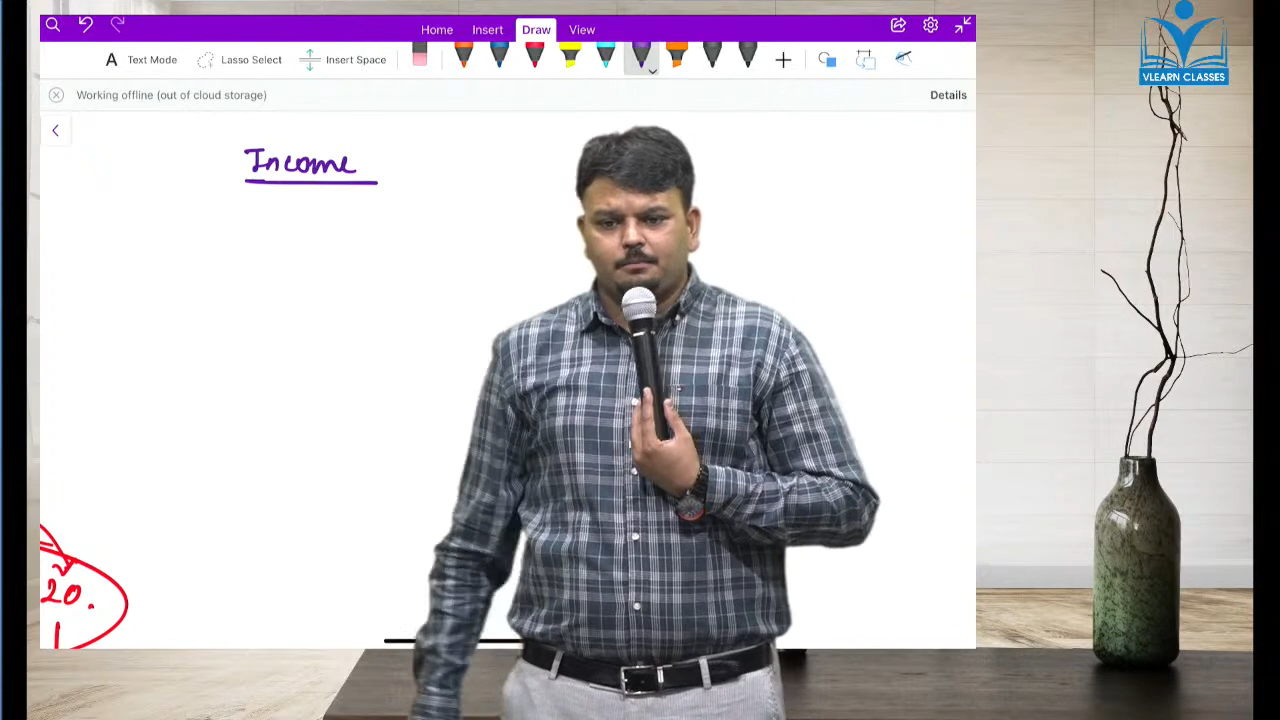 Home Insert Draw View
VLEARN CLASSES
A Text Mode Lasso Select Insert Space
Working offline (out of cloud storage) Details
Income
20.